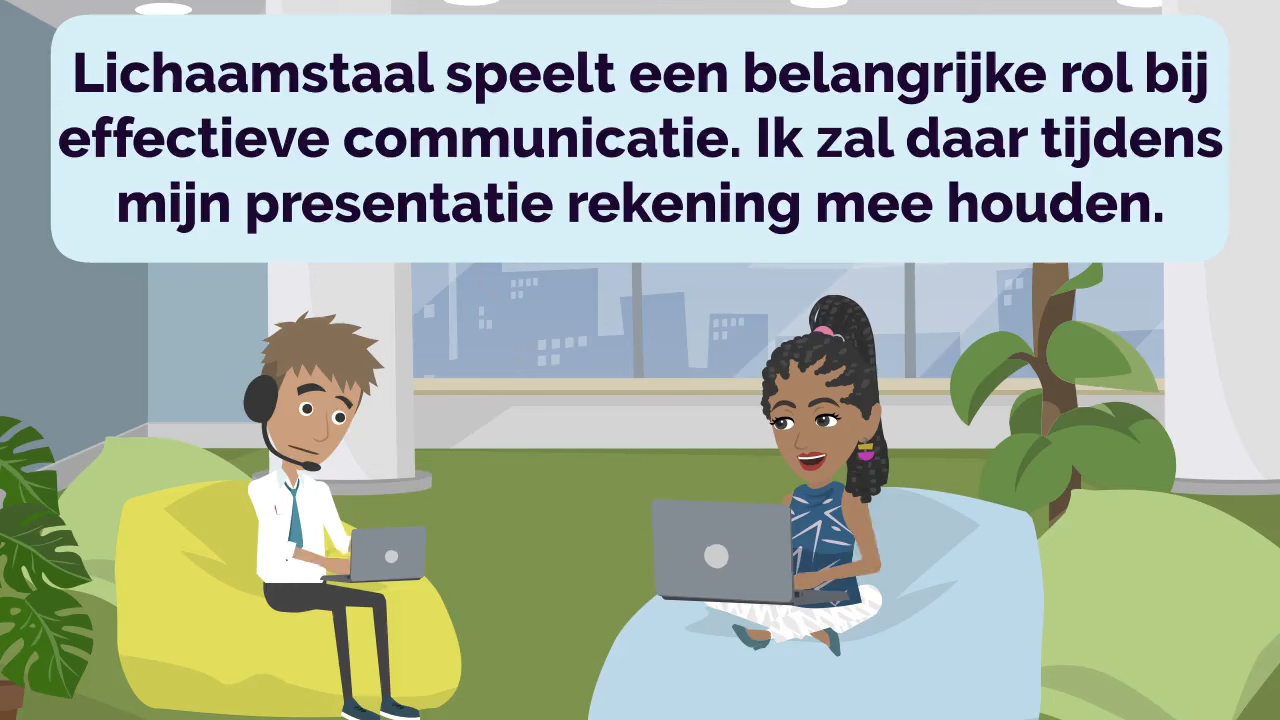 Lichaamstaal speelt een belangrijke rol bij
effectieve communicatie. Ik zal daar tijdens
mijn presentatie rekening mee houden.